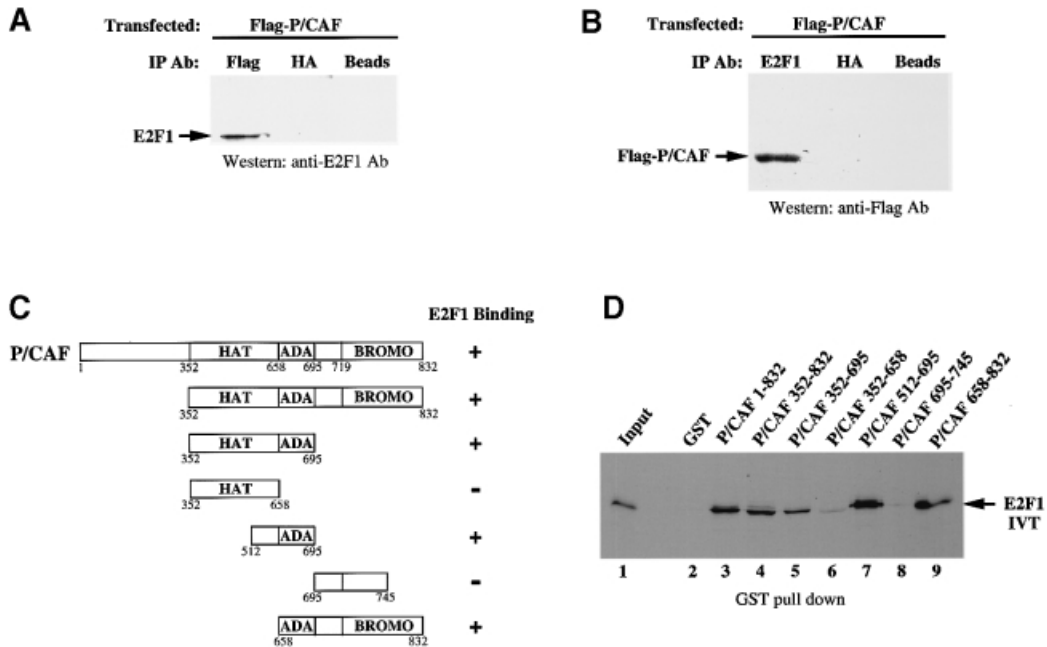 A
Transfected: Flag-P/CAF
IP Ab: Flag HA Beads
E2F1
Western: anti-E2F1 Ab
B
Transfected: Flag-P/CAF
IP Ab: E2F1 HA Beads
Flag-P/CAF
Western: anti-Flag Ab
C
E2F1 Binding
P/CAF HAT ADA BROMO +
1 352 658 695 719 832
HAT ADA BROMO +
352 832
HAT ADA +
352 695
HAT -
352 658
ADA +
512 695
-
695 745
ADA BROMO +
658 832
D
Input
GST
P/CAF 1-832
P/CAF 352-832
P/CAF 352-695
P/CAF 352-658
P/CAF 512-695
P/CAF 695-745
P/CAF 658-832
E2F1
IVT
1 2 3 4 5 6 7 8 9
GST pull down